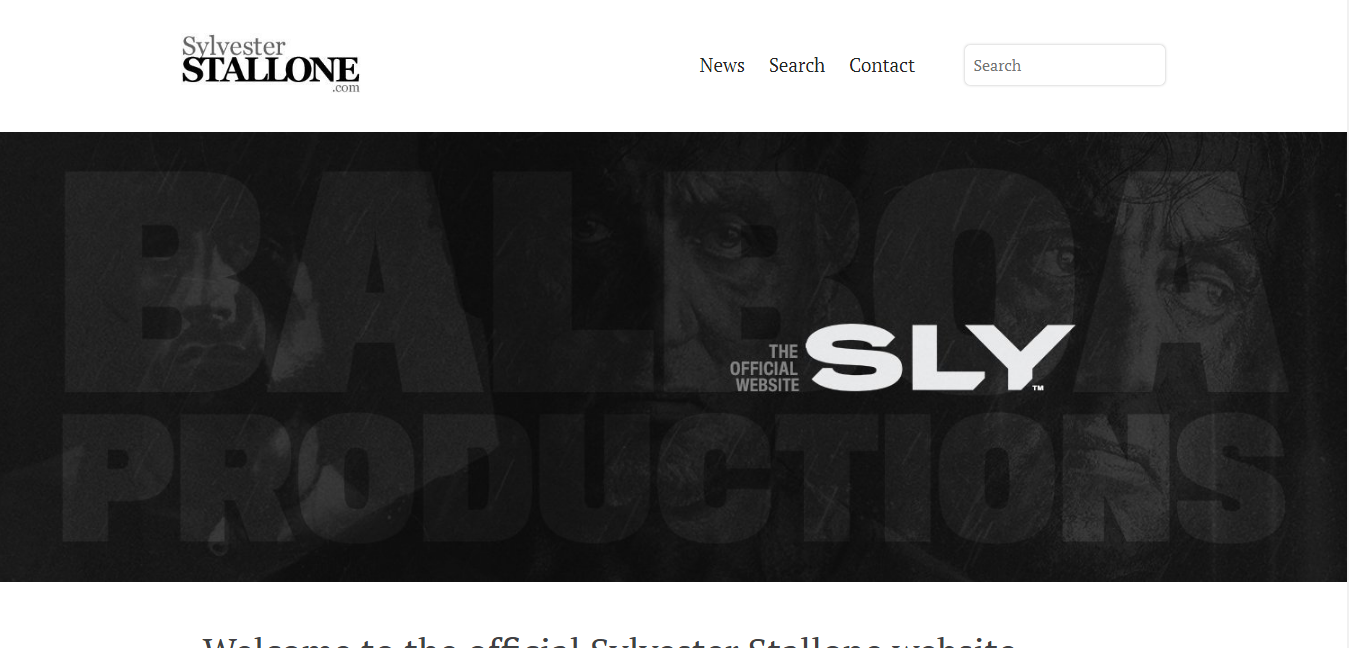 Sylvester
STALLONE
.com
News Search Contact Search
BALBOA
THE
OFFICIAL
WEBSITE
SLY™
PRODUCTIONS
Welcome to the official Sylvester Stallone website